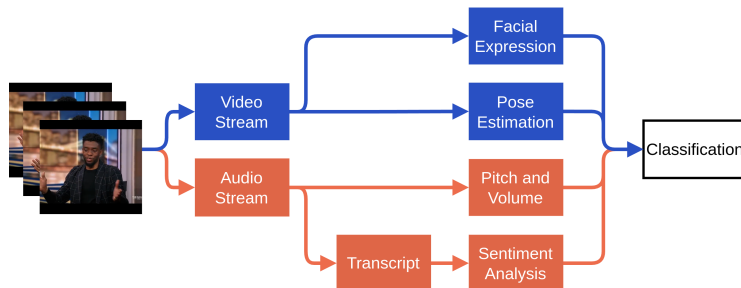 Facial
Expression
Video
Stream
Pose
Estimation
Classification
Audio
Stream
Pitch and
Volume
Transcript
Sentiment
Analysis